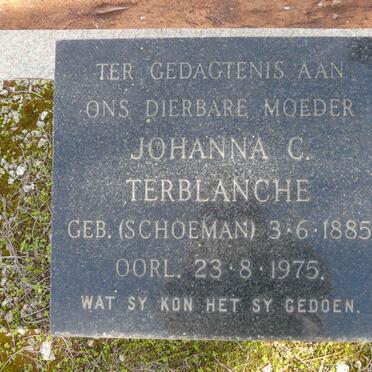 TER GEDAGTENIS AAN
ONS DIERBARE MOEDER
JOHANNA C.
TERBLANCHE
GEB. (SCHOEMAN) 3·6·1885
OORL. 23·8·1975.
WAT SY KON HET SY GEDOEN.